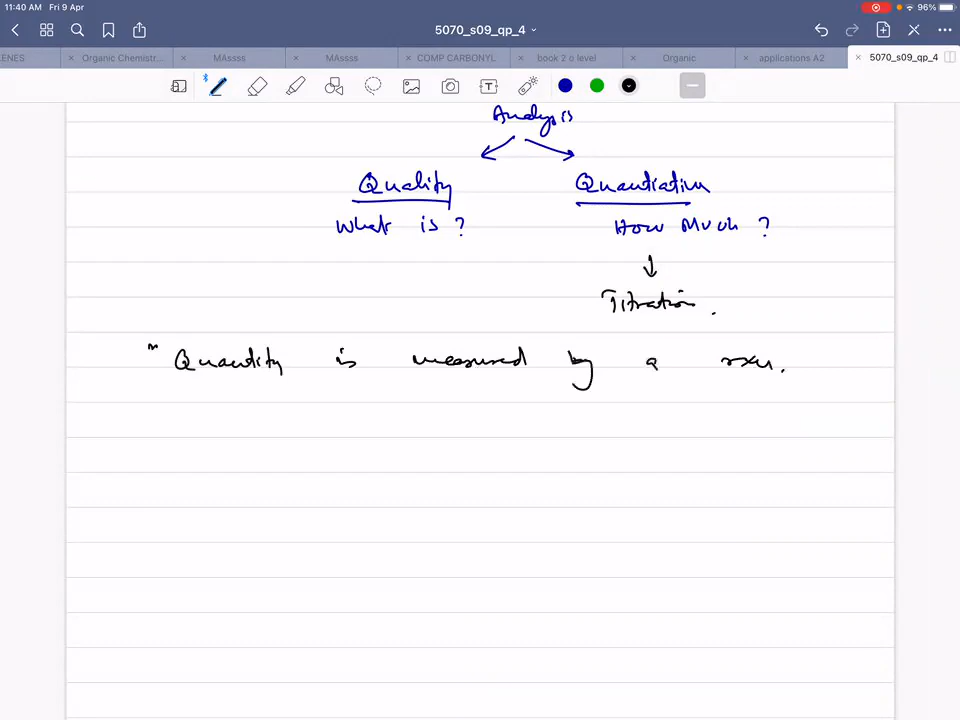 11:40 AM Fri 9 Apr 96%
5070_s09_qp_4
ENES Organic Chemistr... MAssss MAssss COMP CARBONYL book 2 o level Organic applications A2 5070_s09_qp_4
Analysis
Quality Quantiative
What is ? How Much ?
Titration .
" Quantity is measured by a rxn .